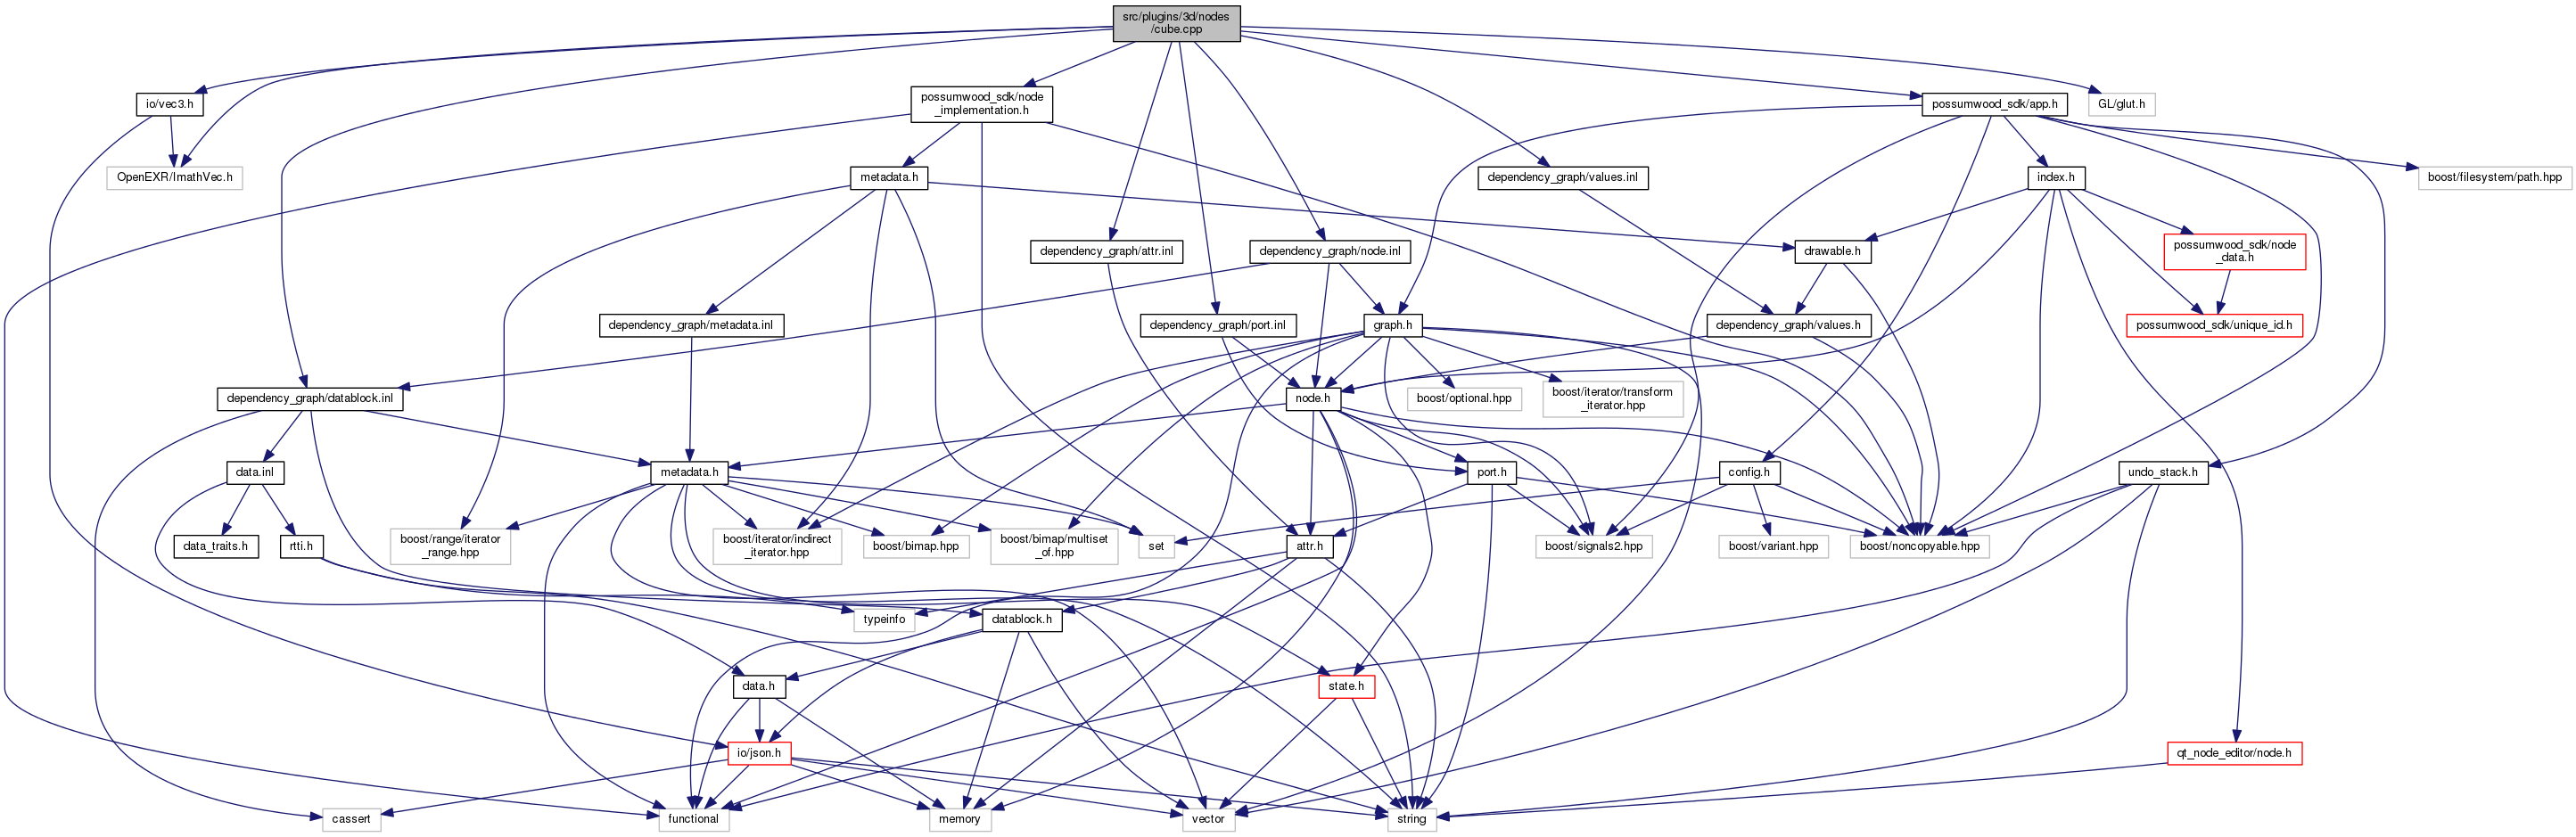 src/plugins/3d/nodes
/cube.cpp
io/vec3.h
possumwood_sdk/node
_implementation.h
possumwood_sdk/app.h
GL/glut.h
OpenEXR/ImathVec.h
metadata.h
dependency_graph/values.inl
index.h
boost/filesystem/path.hpp
dependency_graph/attr.inl
dependency_graph/node.inl
drawable.h
possumwood_sdk/node
_data.h
dependency_graph/metadata.inl
dependency_graph/port.inl
graph.h
dependency_graph/values.h
possumwood_sdk/unique_id.h
dependency_graph/datablock.inl
node.h
boost/optional.hpp
boost/iterator/transform
_iterator.hpp
data.inl
metadata.h
port.h
config.h
undo_stack.h
data_traits.h
rtti.h
boost/range/iterator
_range.hpp
boost/iterator/indirect
_iterator.hpp
boost/bimap.hpp
boost/bimap/multiset
_of.hpp
set
attr.h
boost/signals2.hpp
boost/variant.hpp
boost/noncopyable.hpp
typeinfo
datablock.h
data.h
state.h
io/json.h
qt_node_editor/node.h
cassert
functional
memory
vector
string